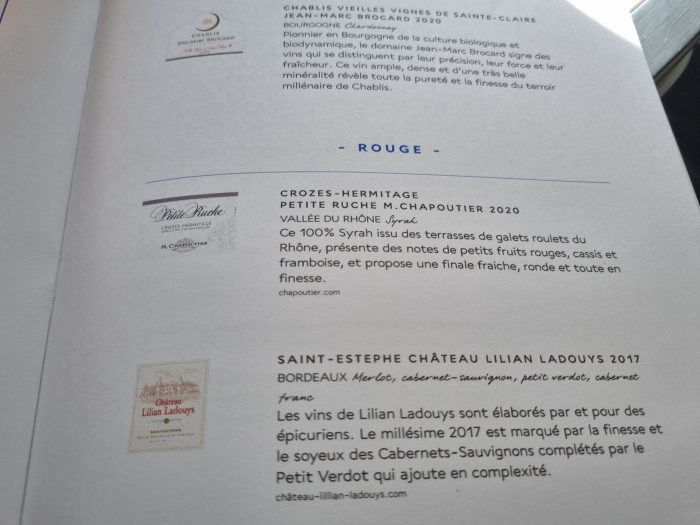 CHABLIS VIEILLES VIGNES DE SAINTE-CLAIRE
JEAN-MARC BROCARD 2020
BOURGOGNE Chardonnay
Pionnier en Bourgogne de la culture biologique et
biodynamique, le domaine Jean-Marc Brocard signe des
vins qui se distinguent par leur précision, leur force et leur
fraîcheur. Ce vin ample, dense et d'une très belle
minéralité révèle toute la pureté et la finesse du terroir
millénaire de Chablis.
CHABLIS
JEAN-MARC BROCARD
- ROUGE -
Petite Ruche
CROZES-HERMITAGE
M. CHAPOUTIER
CROZES-HERMITAGE
PETITE RUCHE M.CHAPOUTIER 2020
VALLÉE DU RHÔNE Syrah
Ce 100% Syrah issu des terrasses de galets roulets du
Rhône, présente des notes de petits fruits rouges, cassis et
framboise, et propose une finale fraiche, ronde et toute en
finesse.
chapoutier.com
Château
Lilian Ladouys
SAINT-ESTEPHE CHÂTEAU LILIAN LADOUYS 2017
BORDEAUX Merlot, cabernet-sauvignon, petit verdot, cabernet
franc
Les vins de Lilian Ladouys sont élaborés par et pour des
épicuriens. Le millésime 2017 est marqué par la finesse et
le soyeux des Cabernets-Sauvignons complétés par le
Petit Verdot qui ajoute en complexité.
château-lillian-ladouys.com